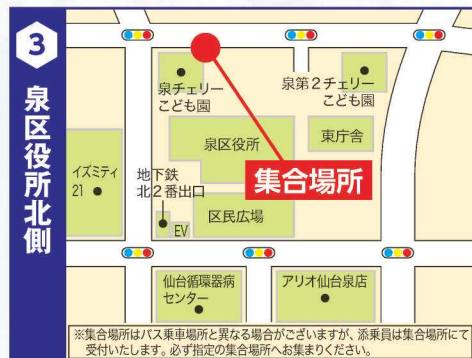 3
泉区役所北側
泉チェリー
こども園
泉第2チェリー
こども園
泉区役所
東庁舎
集合場所
イズミティ
21
地下鉄
北2番出口
EV
区民広場
仙台循環器病
センター
アリオ仙台泉店
※集合場所はバス乗車場所と異なる場合がございますが、添乗員は集合場所にて
受付いたします。必ず指定の集合場所へお集まりください。